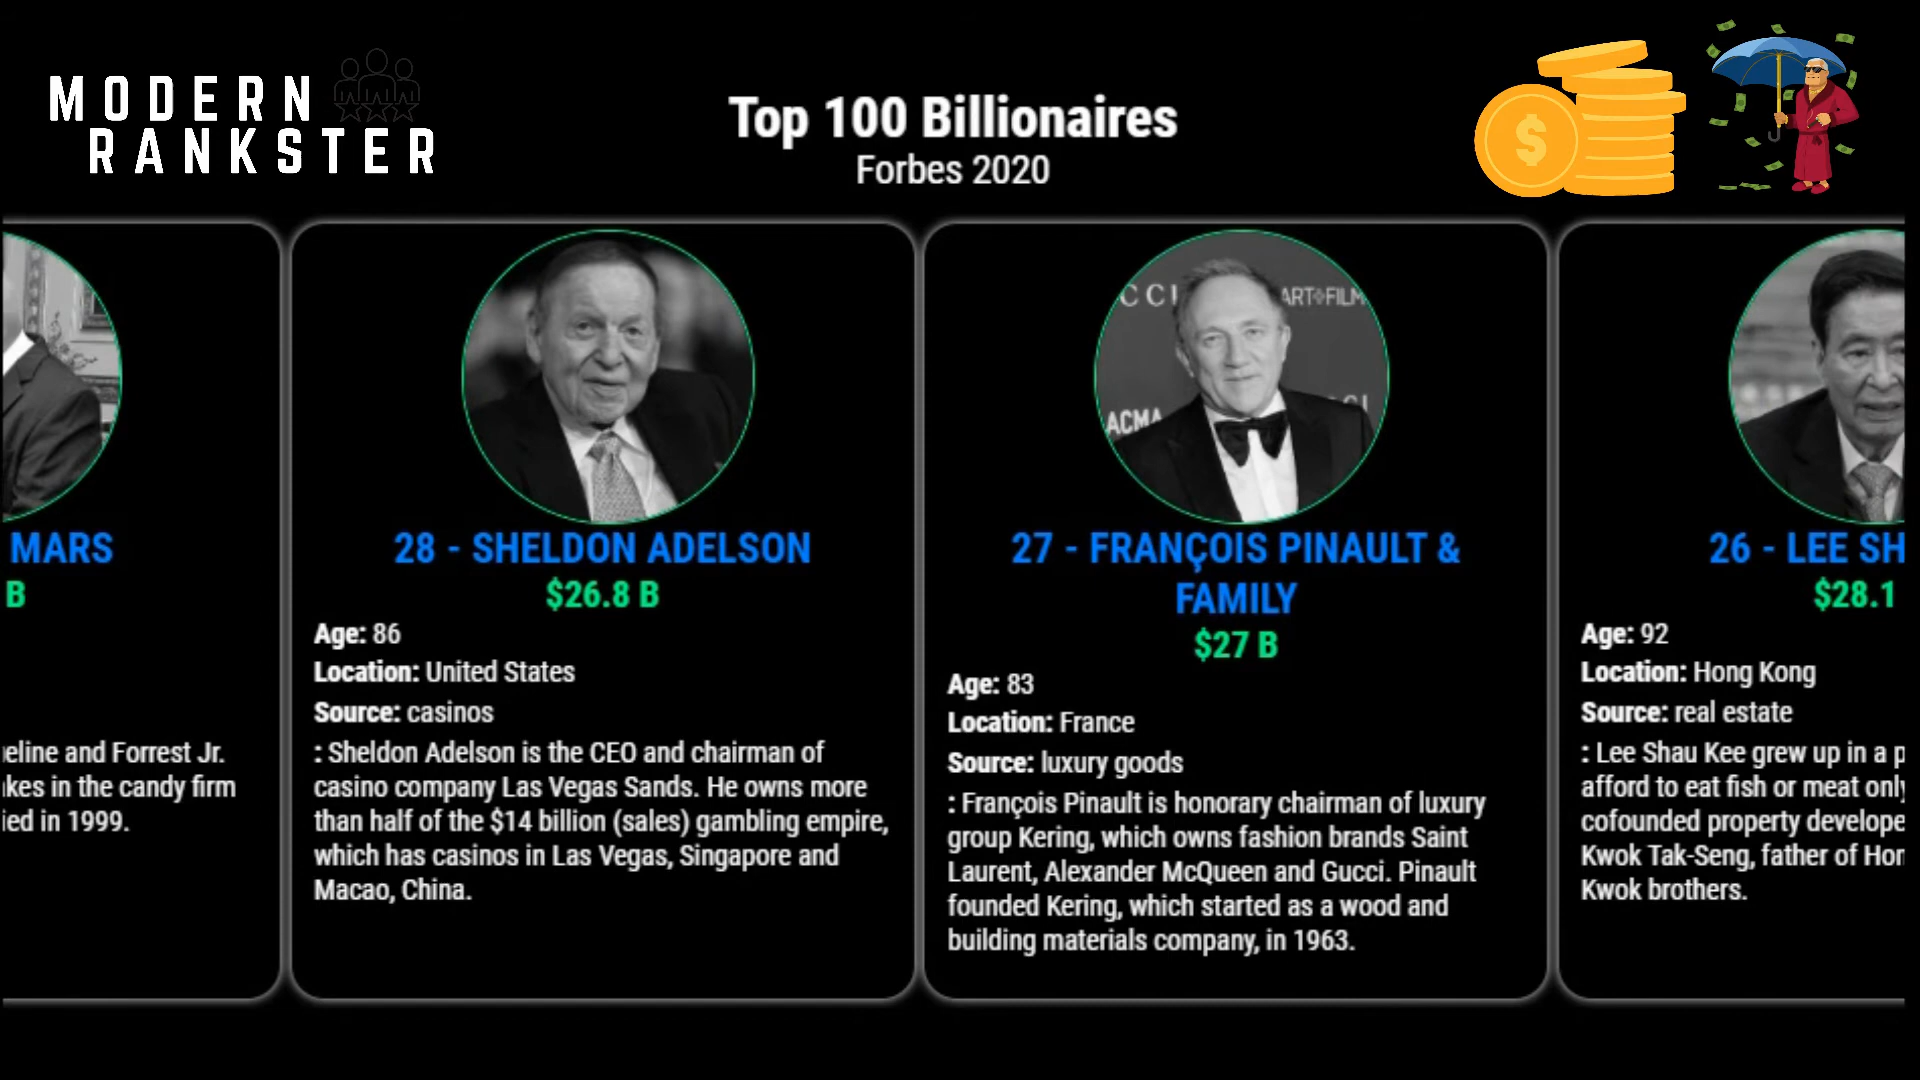 MODERN
RANKSTER
Top 100 Billionaires
Forbes 2020
$
MARS
B
eline and Forrest Jr.
kes in the candy firm
ied in 1999.
28 - SHELDON ADELSON
$26.8 B
Age: 86
Location: United States
Source: casinos
: Sheldon Adelson is the CEO and chairman of
casino company Las Vegas Sands. He owns more
than half of the $14 billion (sales) gambling empire,
which has casinos in Las Vegas, Singapore and
Macao, China.
CCI
ART+FILM
ACMA
GCI
27 - FRANÇOIS PINAULT &
FAMILY
$27 B
Age: 83
Location: France
Source: luxury goods
: François Pinault is honorary chairman of luxury
group Kering, which owns fashion brands Saint
Laurent, Alexander McQueen and Gucci. Pinault
founded Kering, which started as a wood and
building materials company, in 1963.
26 - LEE SH
$28.1
Age: 92
Location: Hong Kong
Source: real estate
: Lee Shau Kee grew up in a p
afford to eat fish or meat only
cofounded property develope
Kwok Tak-Seng, father of Hon
Kwok brothers.